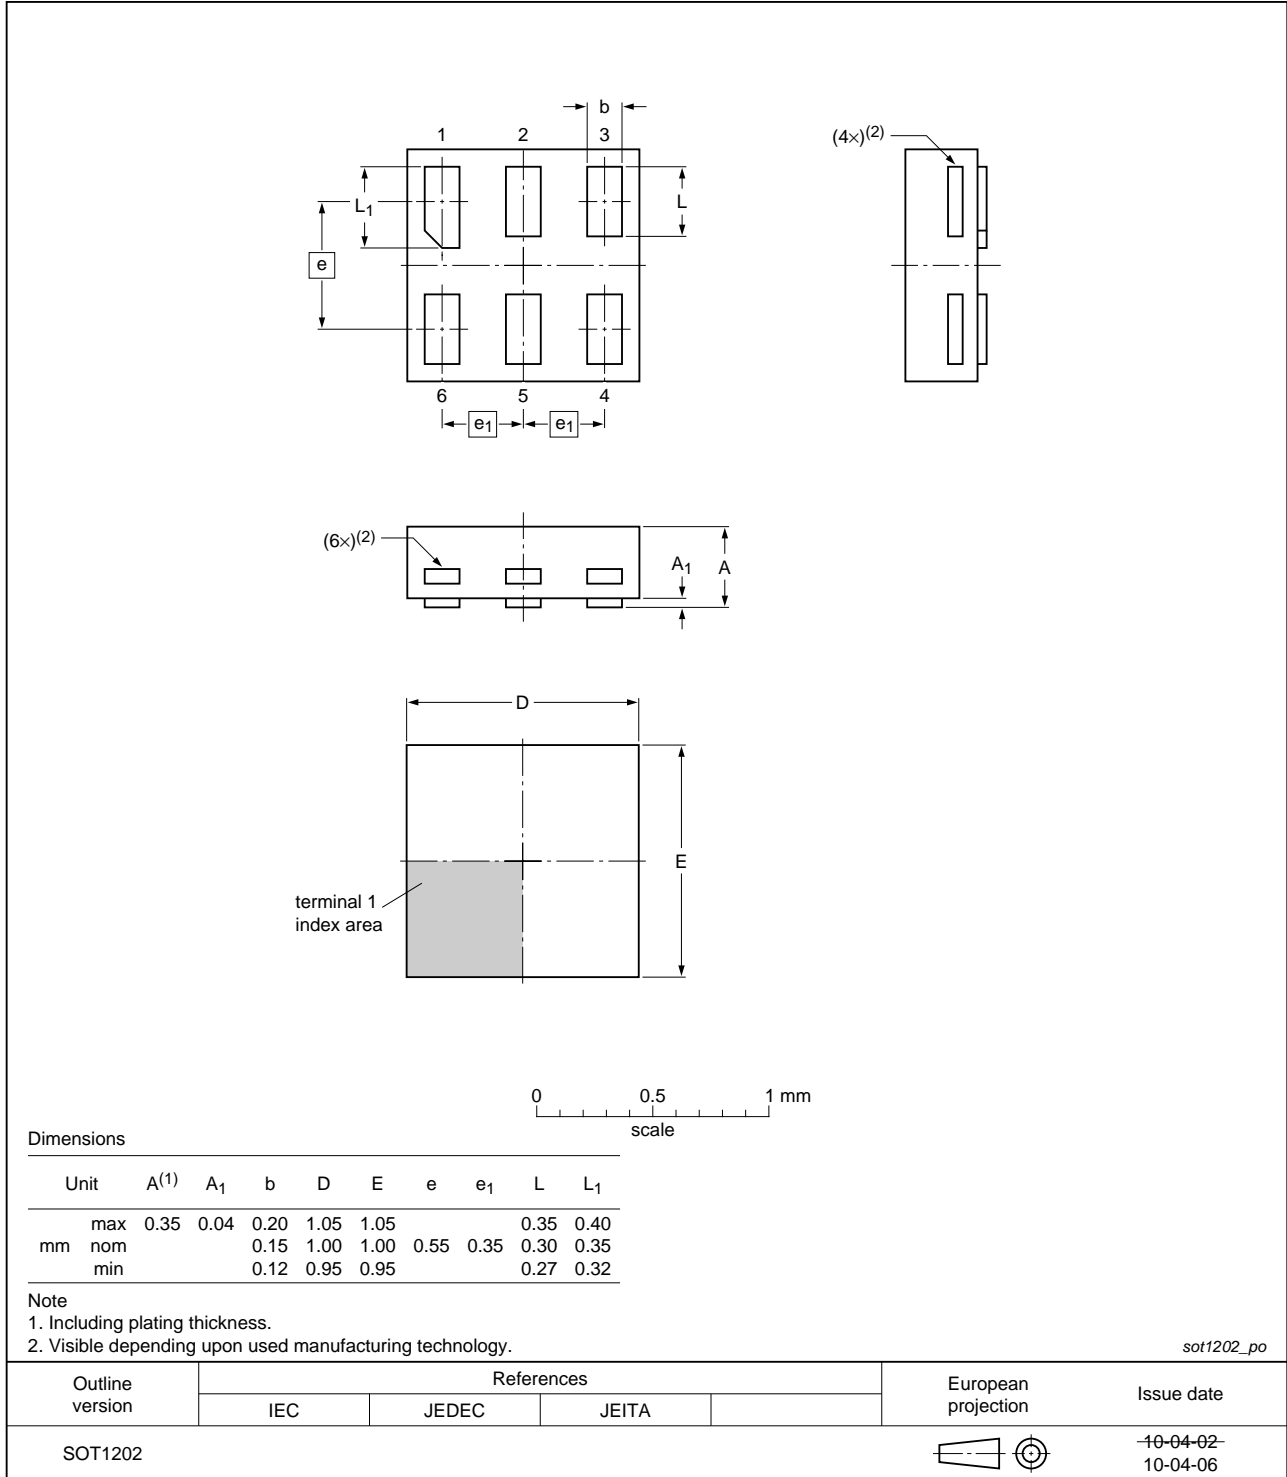 b
1 2 3
(4×)(2)
L1
L
e
6 5 4
e1 e1
(6×)(2)
A1 A
D
E
terminal 1
index area
0 0.5 1 mm
scale
Dimensions
Unit A(1) A1 b D E e e1 L L1
max 0.35 0.04 0.20 1.05 1.05 0.35 0.40
mm nom 0.15 1.00 1.00 0.55 0.35 0.30 0.35
min 0.12 0.95 0.95 0.27 0.32
Note
1. Including plating thickness.
2. Visible depending upon used manufacturing technology.
sot1202_po
Outline
version
References
IEC JEDEC JEITA
European
projection
Issue date
SOT1202
10-04-02
10-04-06